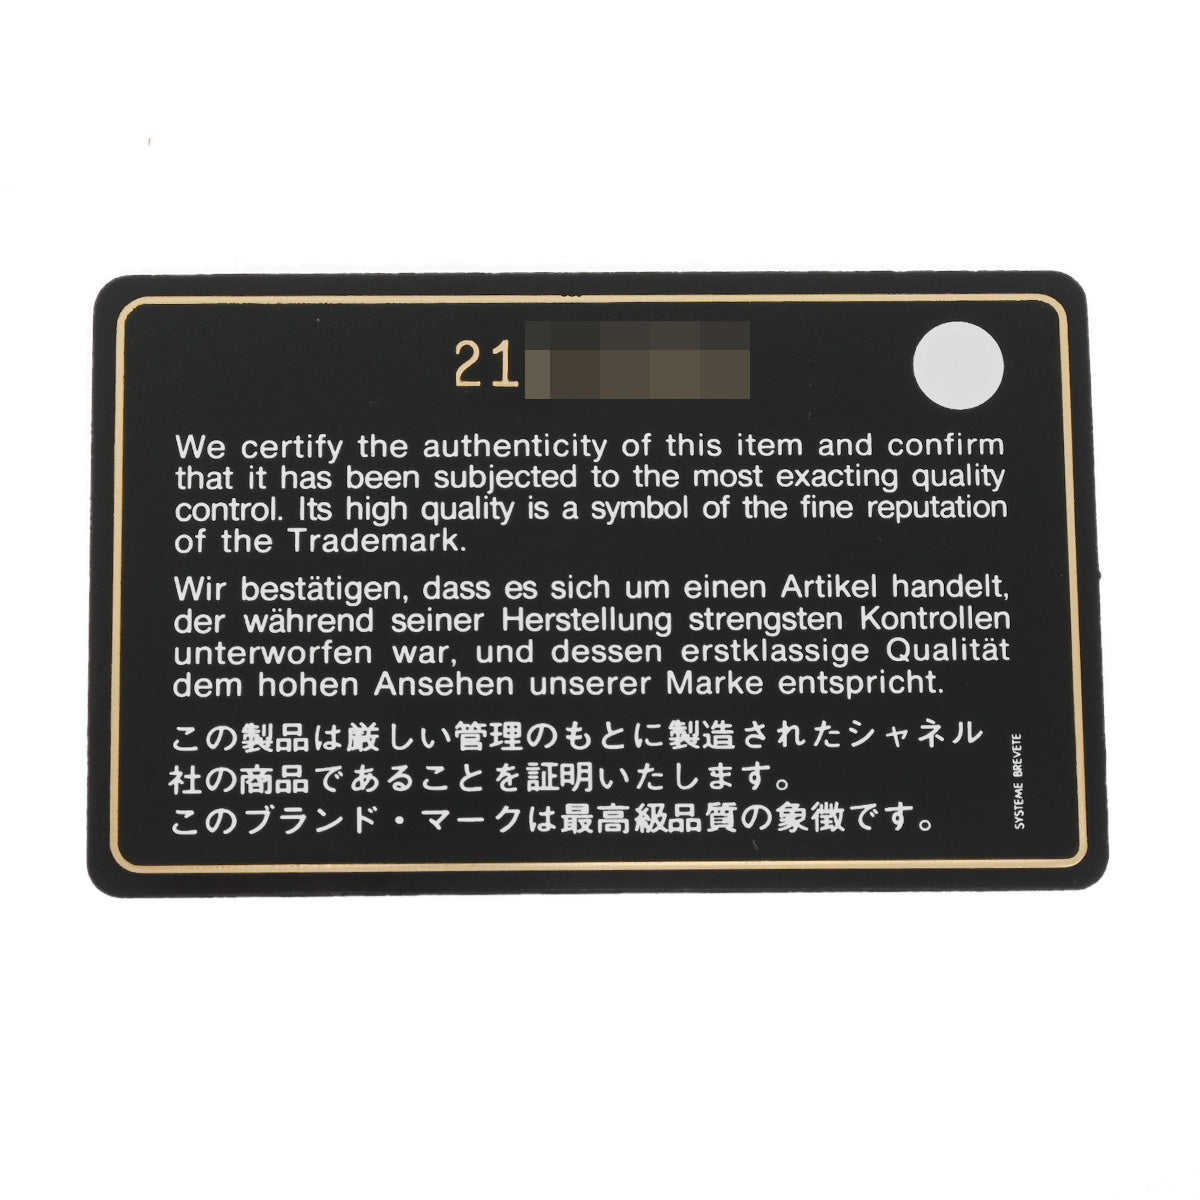 21
We certify the authenticity of this item and confirm
that it has been subjected to the most exacting quality
control. Its high quality is a symbol of the fine reputation
of the Trademark.
Wir bestätigen, dass es sich um einen Artikel handelt,
der während seiner Herstellung strengsten Kontrollen
unterworfen war, und dessen erstklassige Qualität
dem hohen Ansehen unserer Marke entspricht.
この製品は厳しい管理のもとに製造されたシャネル
社の商品であることを証明いたします。
このブランド・マークは最高級品質の象徴です。
SYSTEME BREVETE